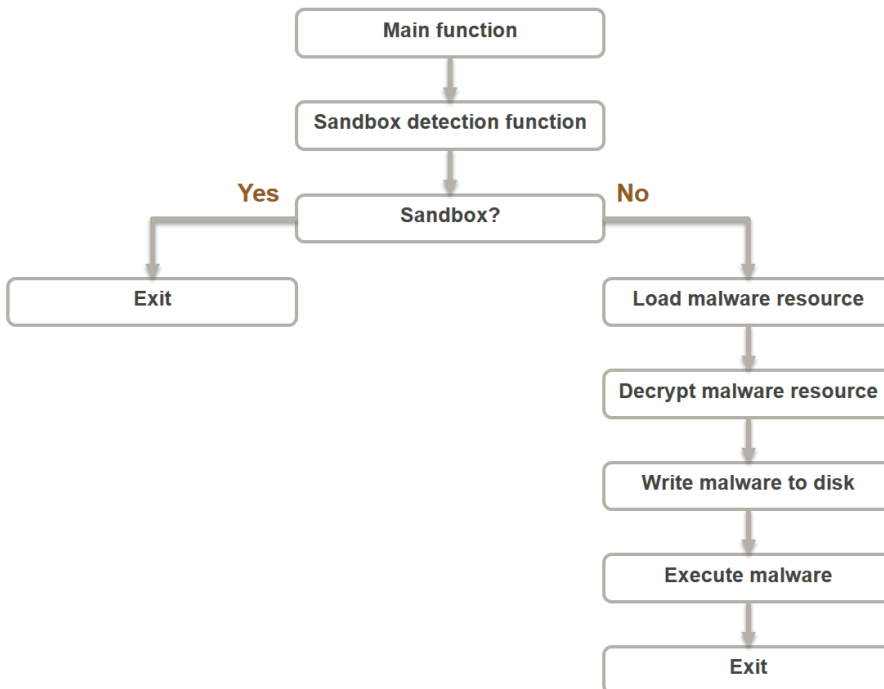 Main function
Sandbox detection function
Yes
Sandbox?
No
Exit
Load malware resource
Decrypt malware resource
Write malware to disk
Execute malware
Exit